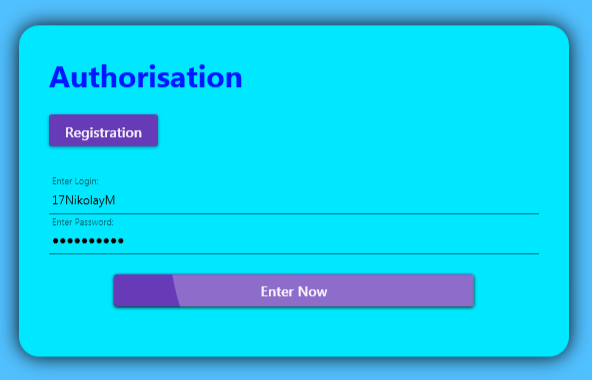 Authorisation
Registration
Enter Login:
17NikolayM
Enter Password:
●●●●●●●●●●
Enter Now